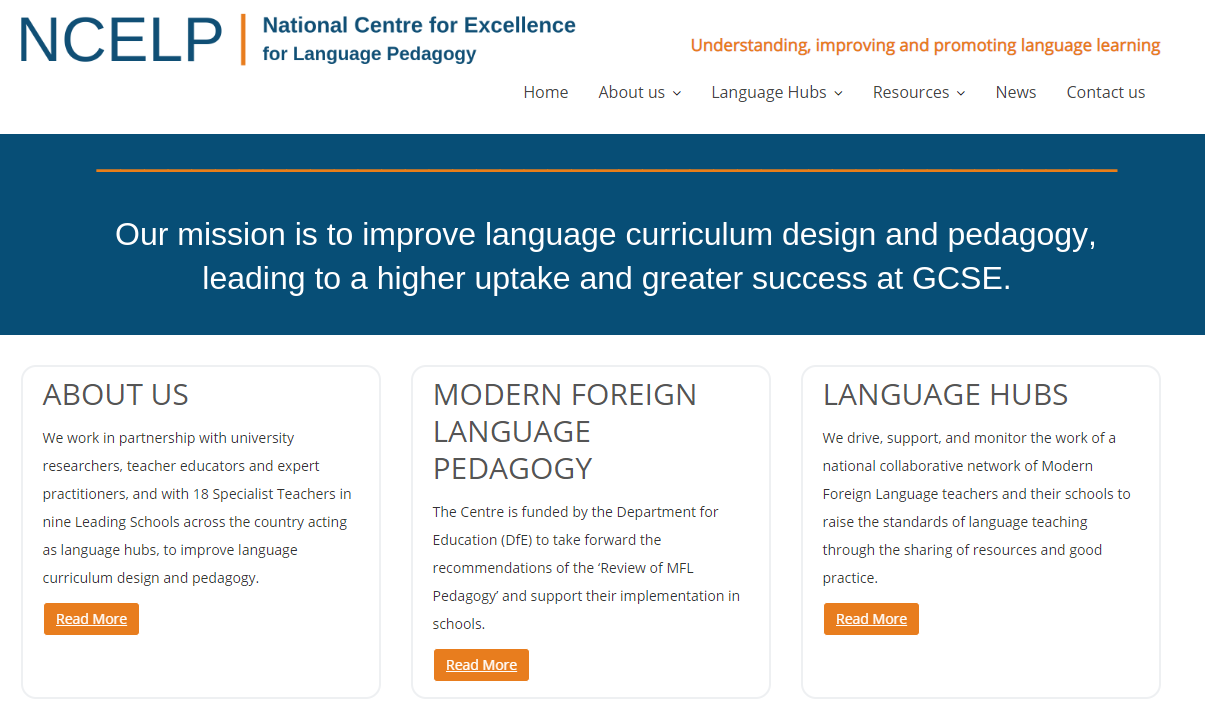 NCELP
National Centre for Excellence
for Language Pedagogy
Understanding, improving and promoting language learning
Home About us Language Hubs Resources News Contact us
Our mission is to improve language curriculum design and pedagogy,
leading to a higher uptake and greater success at GCSE.
ABOUT US
We work in partnership with university
researchers, teacher educators and expert
practitioners, and with 18 Specialist Teachers in
nine Leading Schools across the country acting
as language hubs, to improve language
curriculum design and pedagogy.
Read More
MODERN FOREIGN
LANGUAGE
PEDAGOGY
The Centre is funded by the Department for
Education (DfE) to take forward the
recommendations of the ‘Review of MFL
Pedagogy’ and support their implementation in
schools.
Read More
LANGUAGE HUBS
We drive, support, and monitor the work of a
national collaborative network of Modern
Foreign Language teachers and their schools to
raise the standards of language teaching
through the sharing of resources and good
practice.
Read More